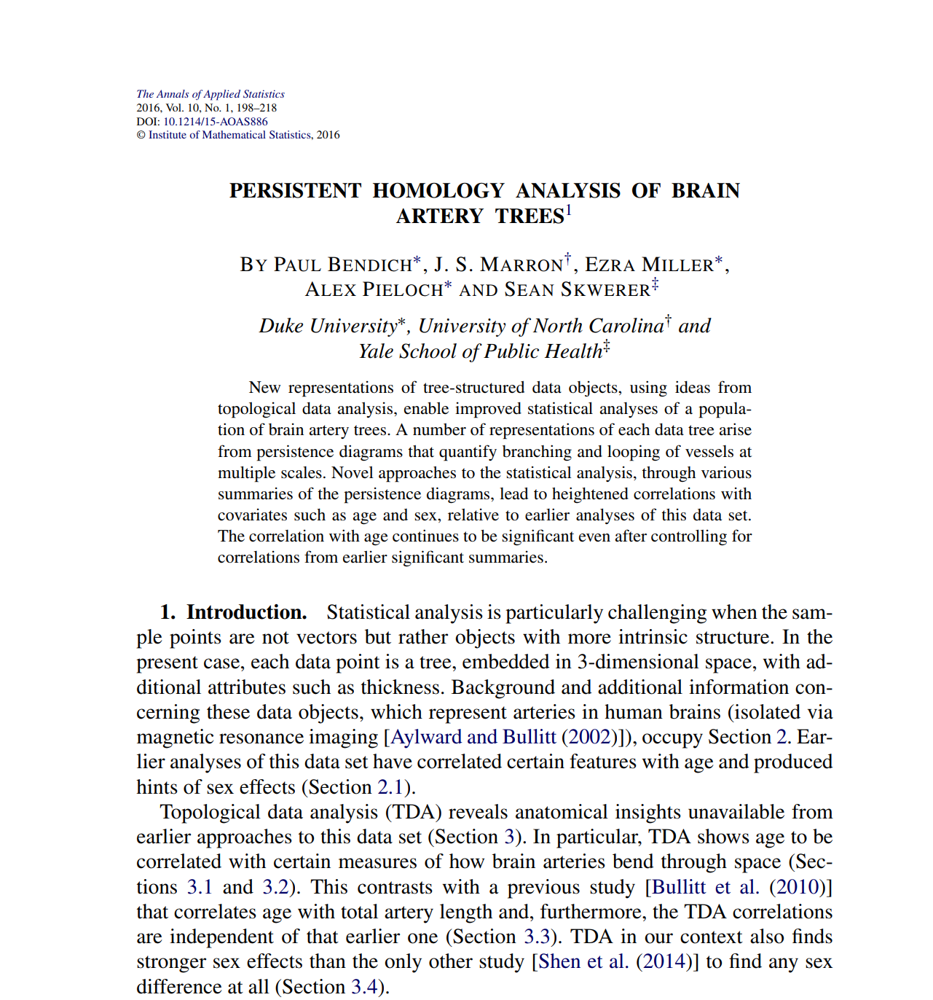 The Annals of Applied Statistics
2016, Vol. 10, No. 1, 198–218
DOI: 10.1214/15-AOAS886
© Institute of Mathematical Statistics, 2016
PERSISTENT HOMOLOGY ANALYSIS OF BRAIN
ARTERY TREES¹
BY PAUL BENDICH*, J. S. MARRON†, EZRA MILLER*,
ALEX PIELOCH* AND SEAN SKWERER‡
Duke University*, University of North Carolina† and
Yale School of Public Health‡
New representations of tree-structured data objects, using ideas from
topological data analysis, enable improved statistical analyses of a popula-
tion of brain artery trees. A number of representations of each data tree arise
from persistence diagrams that quantify branching and looping of vessels at
multiple scales. Novel approaches to the statistical analysis, through various
summaries of the persistence diagrams, lead to heightened correlations with
covariates such as age and sex, relative to earlier analyses of this data set.
The correlation with age continues to be significant even after controlling for
correlations from earlier significant summaries.
1. Introduction. Statistical analysis is particularly challenging when the sam-
ple points are not vectors but rather objects with more intrinsic structure. In the
present case, each data point is a tree, embedded in 3-dimensional space, with ad-
ditional attributes such as thickness. Background and additional information con-
cerning these data objects, which represent arteries in human brains (isolated via
magnetic resonance imaging [Aylward and Bullitt (2002)]), occupy Section 2. Ear-
lier analyses of this data set have correlated certain features with age and produced
hints of sex effects (Section 2.1).
Topological data analysis (TDA) reveals anatomical insights unavailable from
earlier approaches to this data set (Section 3). In particular, TDA shows age to be
correlated with certain measures of how brain arteries bend through space (Sec-
tions 3.1 and 3.2). This contrasts with a previous study [Bullitt et al. (2010)]
that correlates age with total artery length and, furthermore, the TDA correlations
are independent of that earlier one (Section 3.3). TDA in our context also finds
stronger sex effects than the only other study [Shen et al. (2014)] to find any sex
difference at all (Section 3.4).